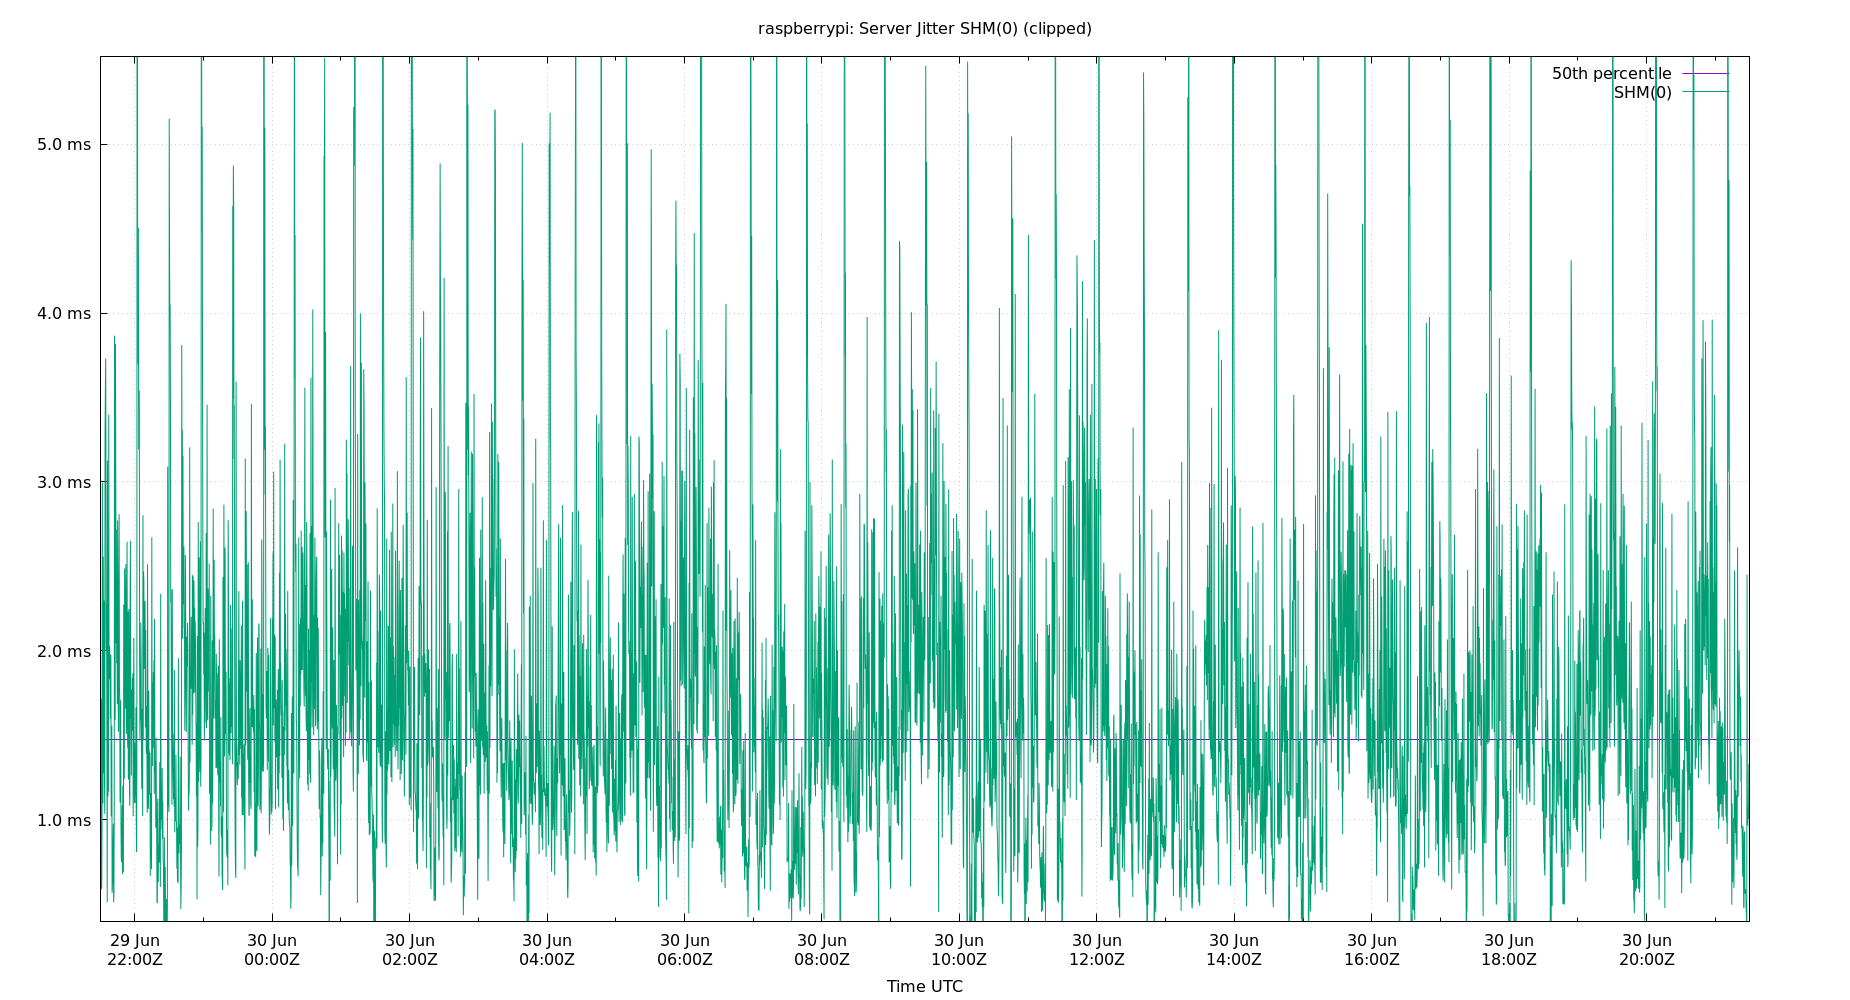 raspberrypi: Server Jitter SHM(0) (clipped)
50th percentile
SHM(0)
5.0 ms
4.0 ms
3.0 ms
2.0 ms
1.0 ms
29 Jun 30 Jun 30 Jun 30 Jun 30 Jun 30 Jun 30 Jun 30 Jun 30 Jun 30 Jun 30 Jun 30 Jun
22:00Z 00:00Z 02:00Z 04:00Z 06:00Z 08:00Z 10:00Z 12:00Z 14:00Z 16:00Z 18:00Z 20:00Z
Time UTC